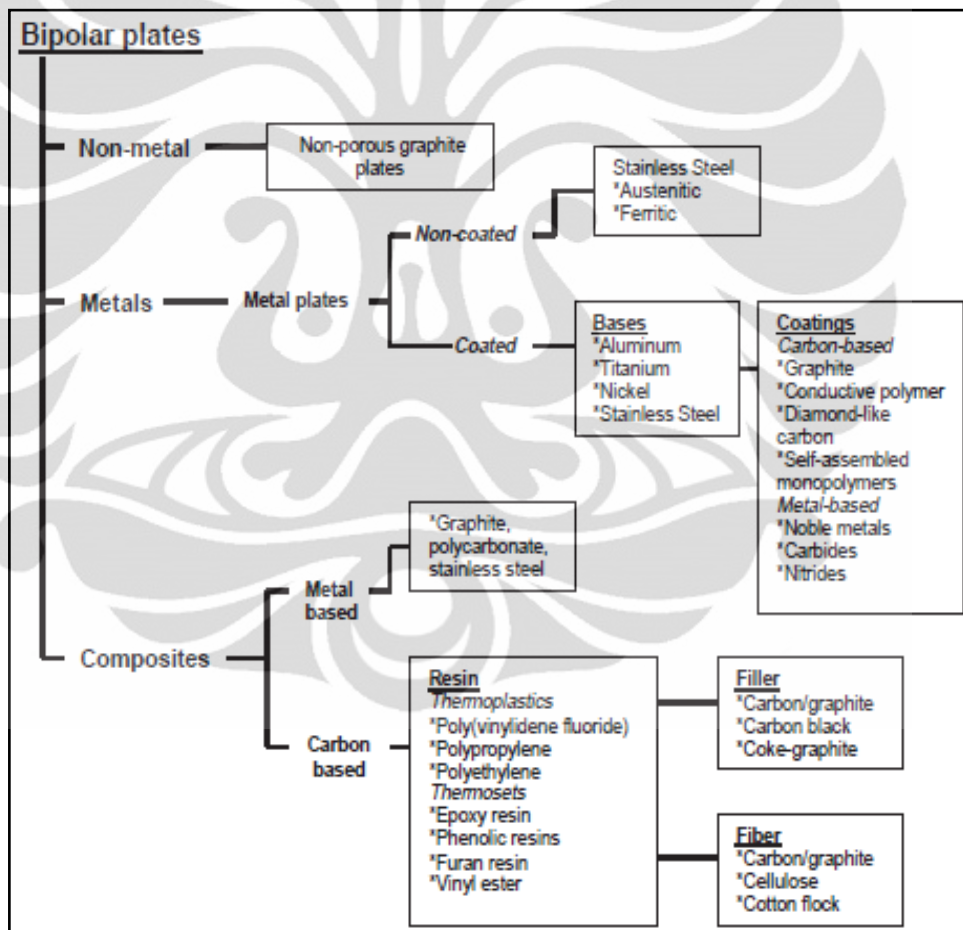 Bipolar plates
Non-metal
Non-porous graphite
plates
Stainless Steel
*Austenitic
*Ferritic
Non-coated
Metals
Metal plates
Coated
Bases
*Aluminum
*Titanium
*Nickel
*Stainless Steel
Coatings
Carbon-based
*Graphite
*Conductive polymer
*Diamond-like
carbon
*Self-assembled
monopolymers
Metal-based
*Noble metals
*Carbides
*Nitrides
*Graphite,
polycarbonate,
stainless steel
Metal
based
Composites
Carbon
based
Resin
Thermoplastics
*Poly(vinylidene fluoride)
*Polypropylene
*Polyethylene
Thermosets
*Epoxy resin
*Phenolic resins
*Furan resin
*Vinyl ester
Filler
*Carbon/graphite
*Carbon black
*Coke-graphite
Fiber
*Carbon/graphite
*Cellulose
*Cotton flock